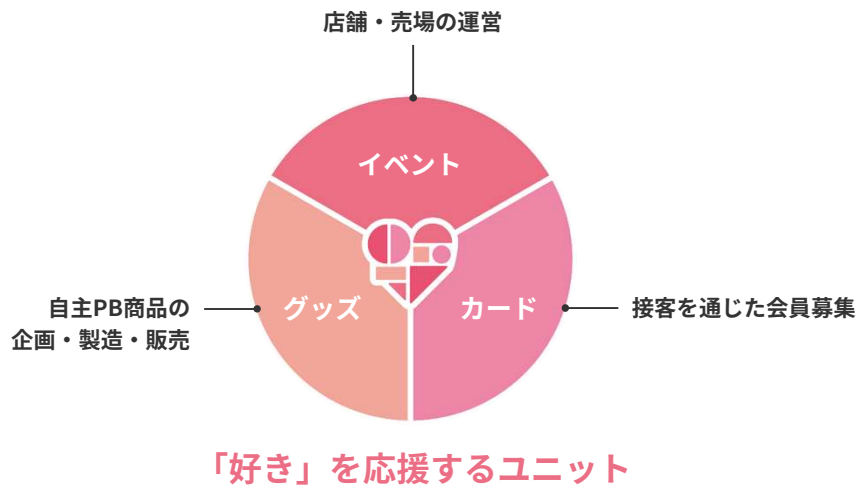 店舗・売場の運営
イベント
グッズ
カード
自主PB商品の
企画・製造・販売
接客を通じた会員募集
「好き」を応援するユニット